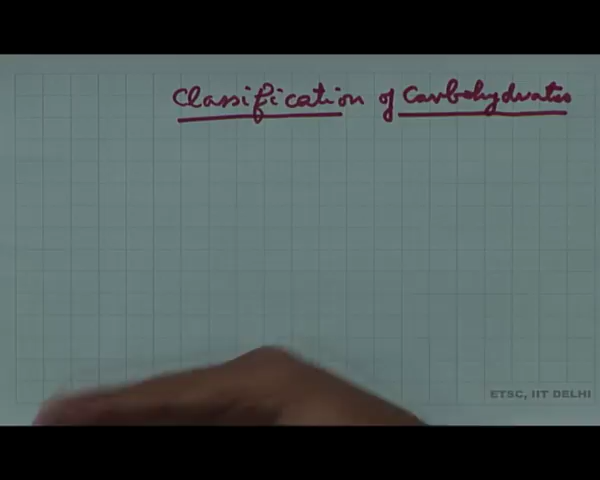 Classification of Carbohydrates
ETSC, IIT DELHI